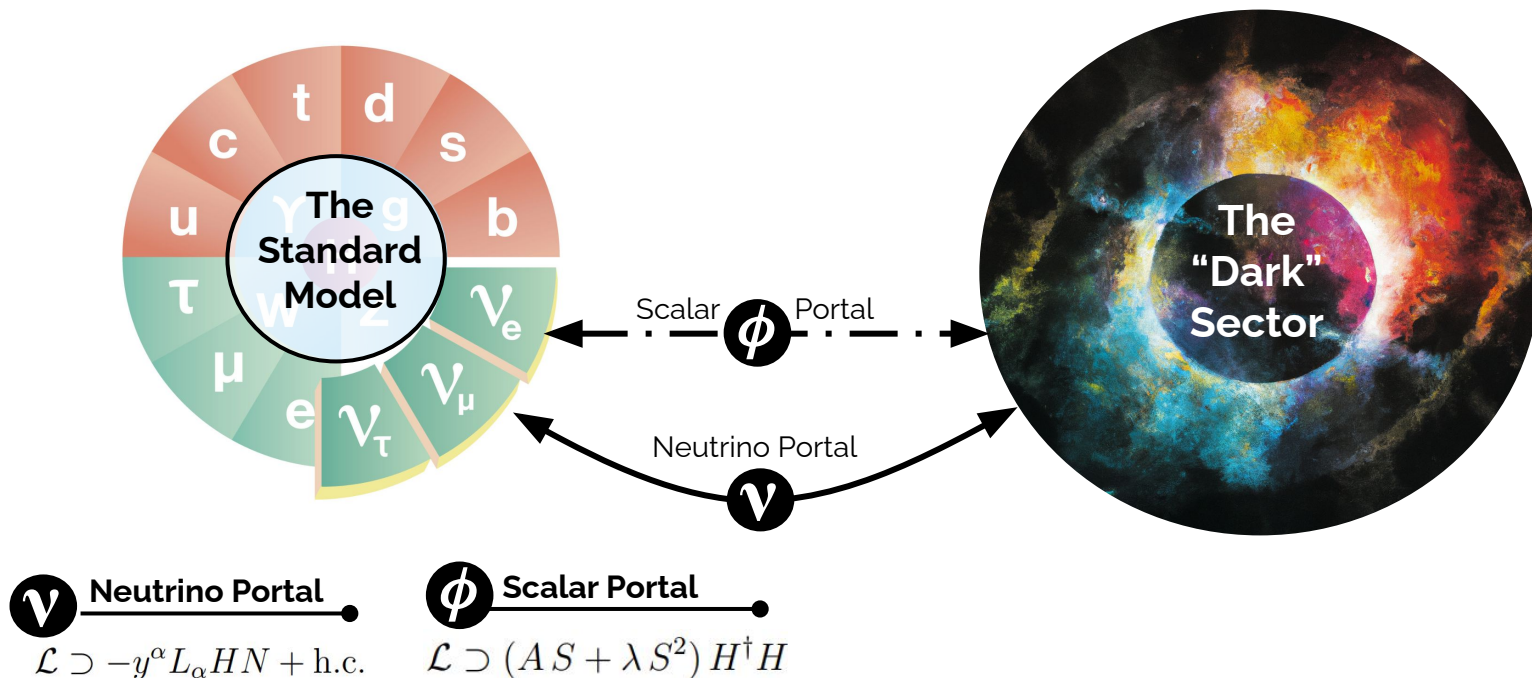 t d
c s
u γ g b
The
Standard
Model
H
τ W Z νe
μ νμ
e ντ
Scalar ϕ Portal
Neutrino Portal
ν
The
“Dark”
Sector
ν Neutrino Portal
ℒ ⊃ −y^α L_α HN + h.c.
ϕ Scalar Portal
ℒ ⊃ (A S + λ S²) H†H